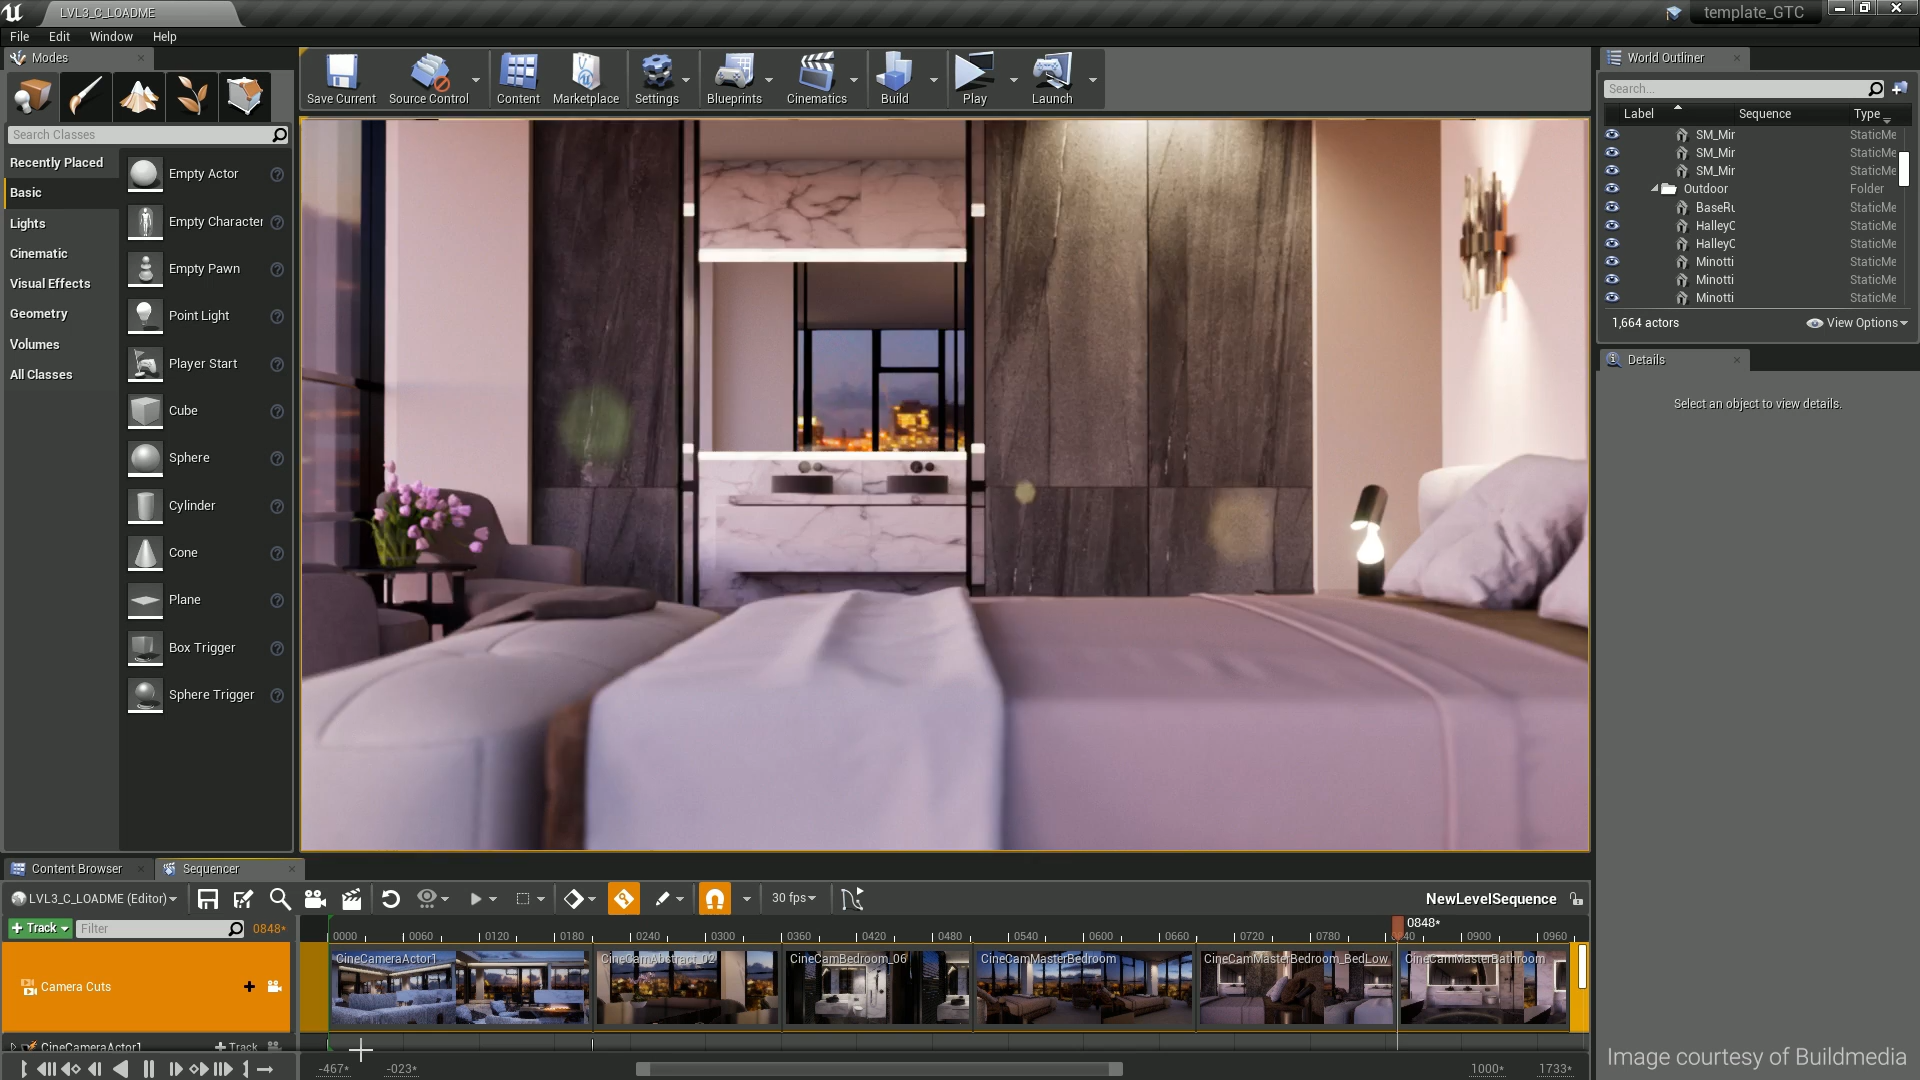 LVL3_C_LOADME
template_GTC
File Edit Window Help
Modes
Save Current
Source Control
Content
Marketplace
Settings
Blueprints
Cinematics
Build
Play
Launch
Search Classes
Recently Placed
Basic
Lights
Cinematic
Visual Effects
Geometry
Volumes
All Classes
Empty Actor
Empty Character
Empty Pawn
Point Light
Player Start
Cube
Sphere
Cylinder
Cone
Plane
Box Trigger
Sphere Trigger
World Outliner
Search...
Label Sequence Type
SM_Mir StaticMe
SM_Mir StaticMe
SM_Mir StaticMe
Outdoor Folder
BaseRu StaticMe
HalleyC StaticMe
HalleyC StaticMe
Minotti StaticMe
Minotti StaticMe
Minotti StaticMe
1,664 actors
View Options
Details
Select an object to view details.
Content Browser
Sequencer
LVL3_C_LOADME (Editor)
30 fps
NewLevelSequence
Track
Filter
0848*
0848*
0000 0060 0120 0180 0240 0300 0360 0420 0480 0540 0600 0660 0720 0780 0900 0960
Camera Cuts
CineCameraActor1
CineCamAbstract_02
CineCamBedroom_06
CineCamMasterBedroom
CineCamMasterBedroom_BedLow
CineCamMasterBathroom
CineCameraActor1
Track
-467*
-023*
1000*
1733*
Image courtesy of Buildmedia